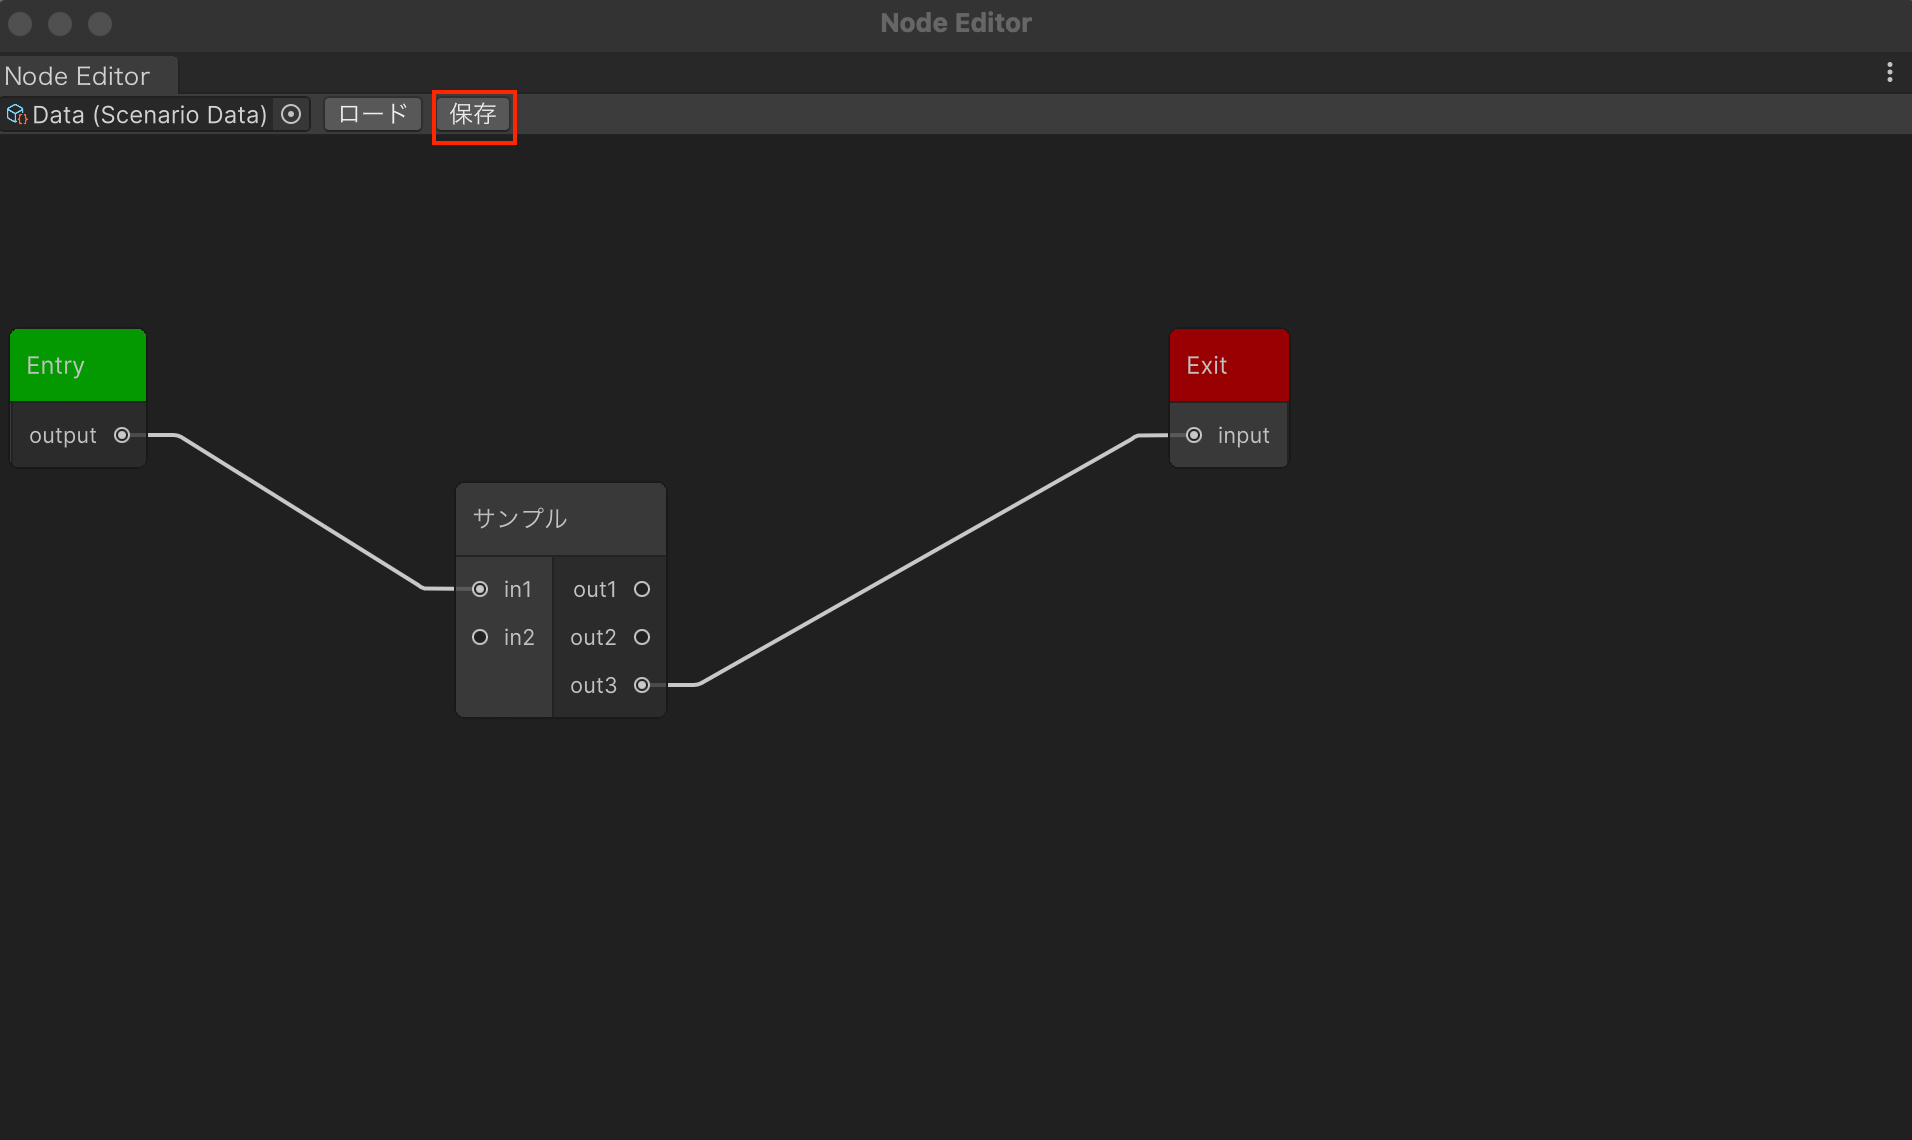 Node Editor
Node Editor
Data (Scenario Data) ロード 保存
Entry
output
Exit
input
サンプル
in1 out1
in2 out2
out3